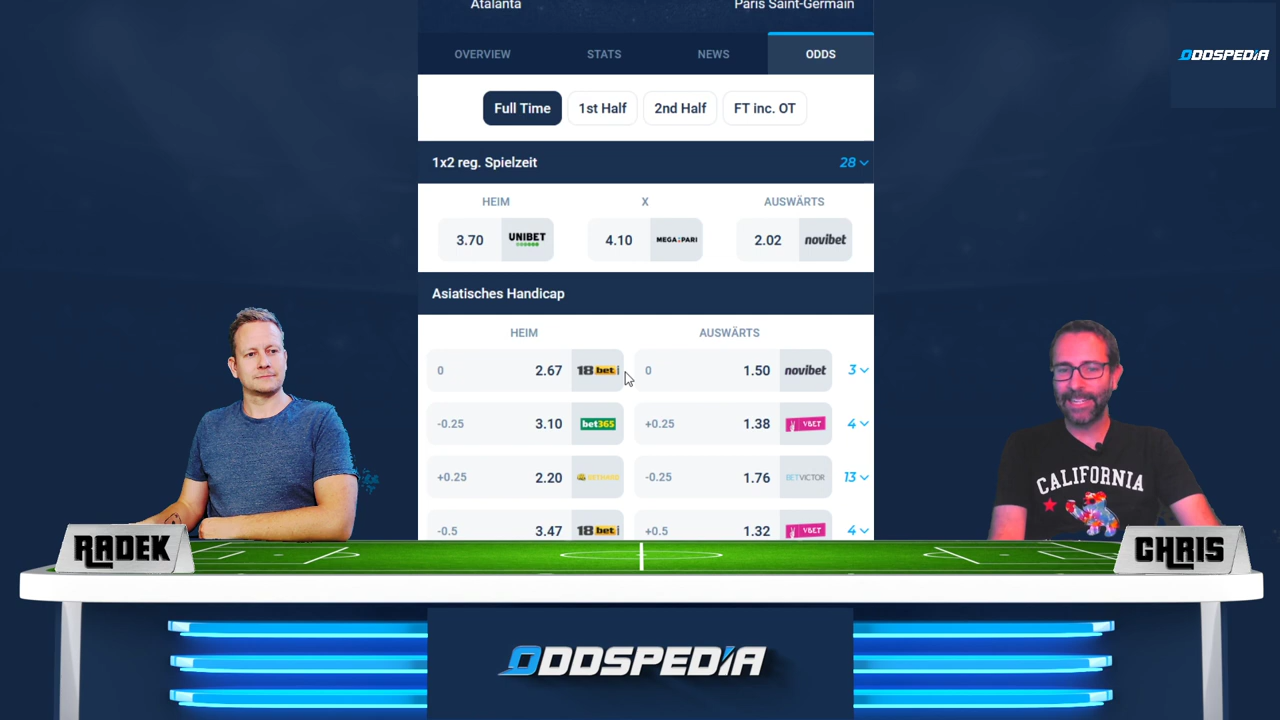 Atalanta Paris Saint-Germain
ODDSPEDIA
OVERVIEW STATS NEWS ODDS
Full Time 1st Half 2nd Half FT inc. OT
1x2 reg. Spielzeit 28
HEIM X AUSWÄRTS
3.70 UNIBET 4.10 MEGA PARI 2.02 novibet
Asiatisches Handicap
HEIM AUSWÄRTS
0 2.67 18bet 0 1.50 novibet 3
-0.25 3.10 bet365 +0.25 1.38 VBET 4
+0.25 2.20 -0.25 1.76 BETVICTOR 13
-0.5 3.47 18bet +0.5 1.32 VBET 4
CALIFORNIA
RADEK
CHRIS
ODDSPEDIA